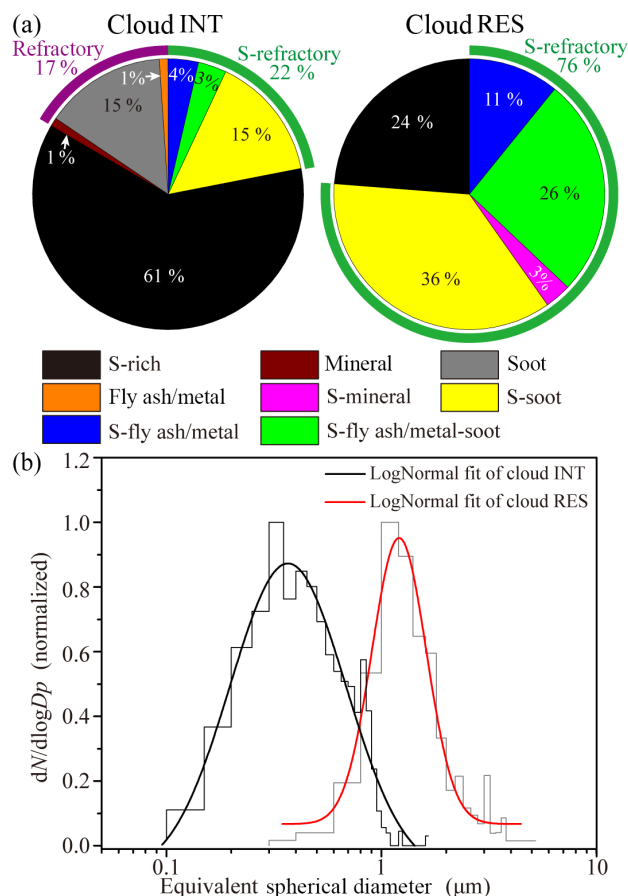 (a) Cloud INT Cloud RES
Refractory 17 %
S-refractory 22 %
S-refractory 76 %
1% 4% 3%
15 % 15 %
1 %
61 %
24 % 11 %
26 %
36 % 3%
S-rich Mineral Soot
Fly ash/metal S-mineral S-soot
S-fly ash/metal S-fly ash/metal-soot
(b)
LogNormal fit of cloud INT
LogNormal fit of cloud RES
dN/dlogDp (normalized)
1.2
1.0
0.8
0.6
0.4
0.2
0.0
0.1 1 10
Equivalent spherical diameter (μm)